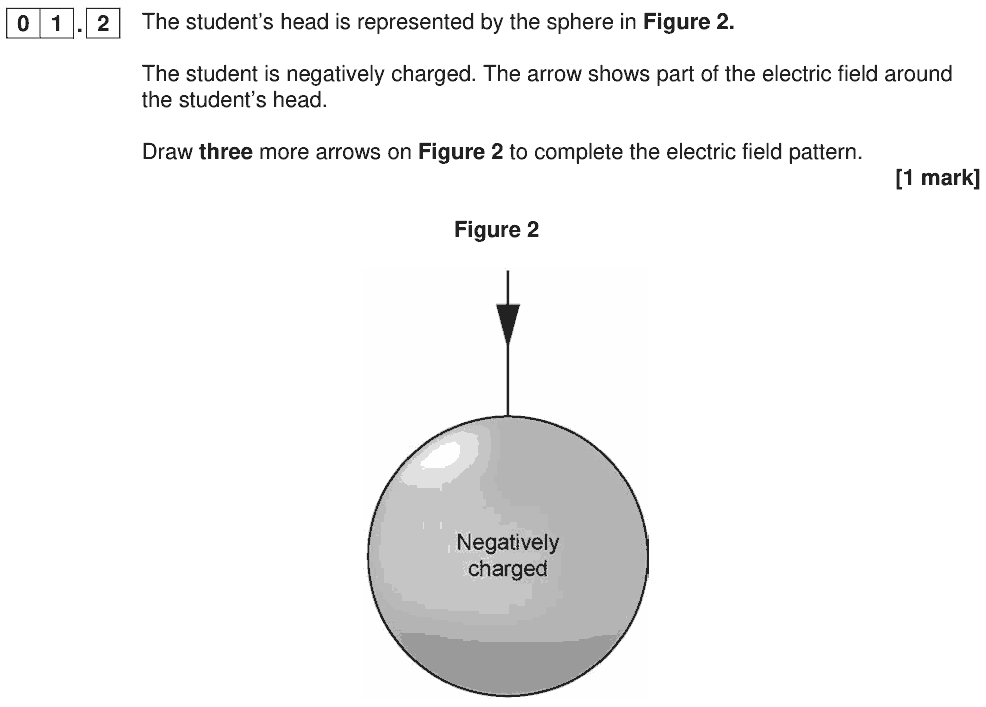 0 1 . 2 The student's head is represented by the sphere in Figure 2.
The student is negatively charged. The arrow shows part of the electric field around
the student's head.
Draw three more arrows on Figure 2 to complete the electric field pattern.
[1 mark]
Figure 2
Negatively
charged